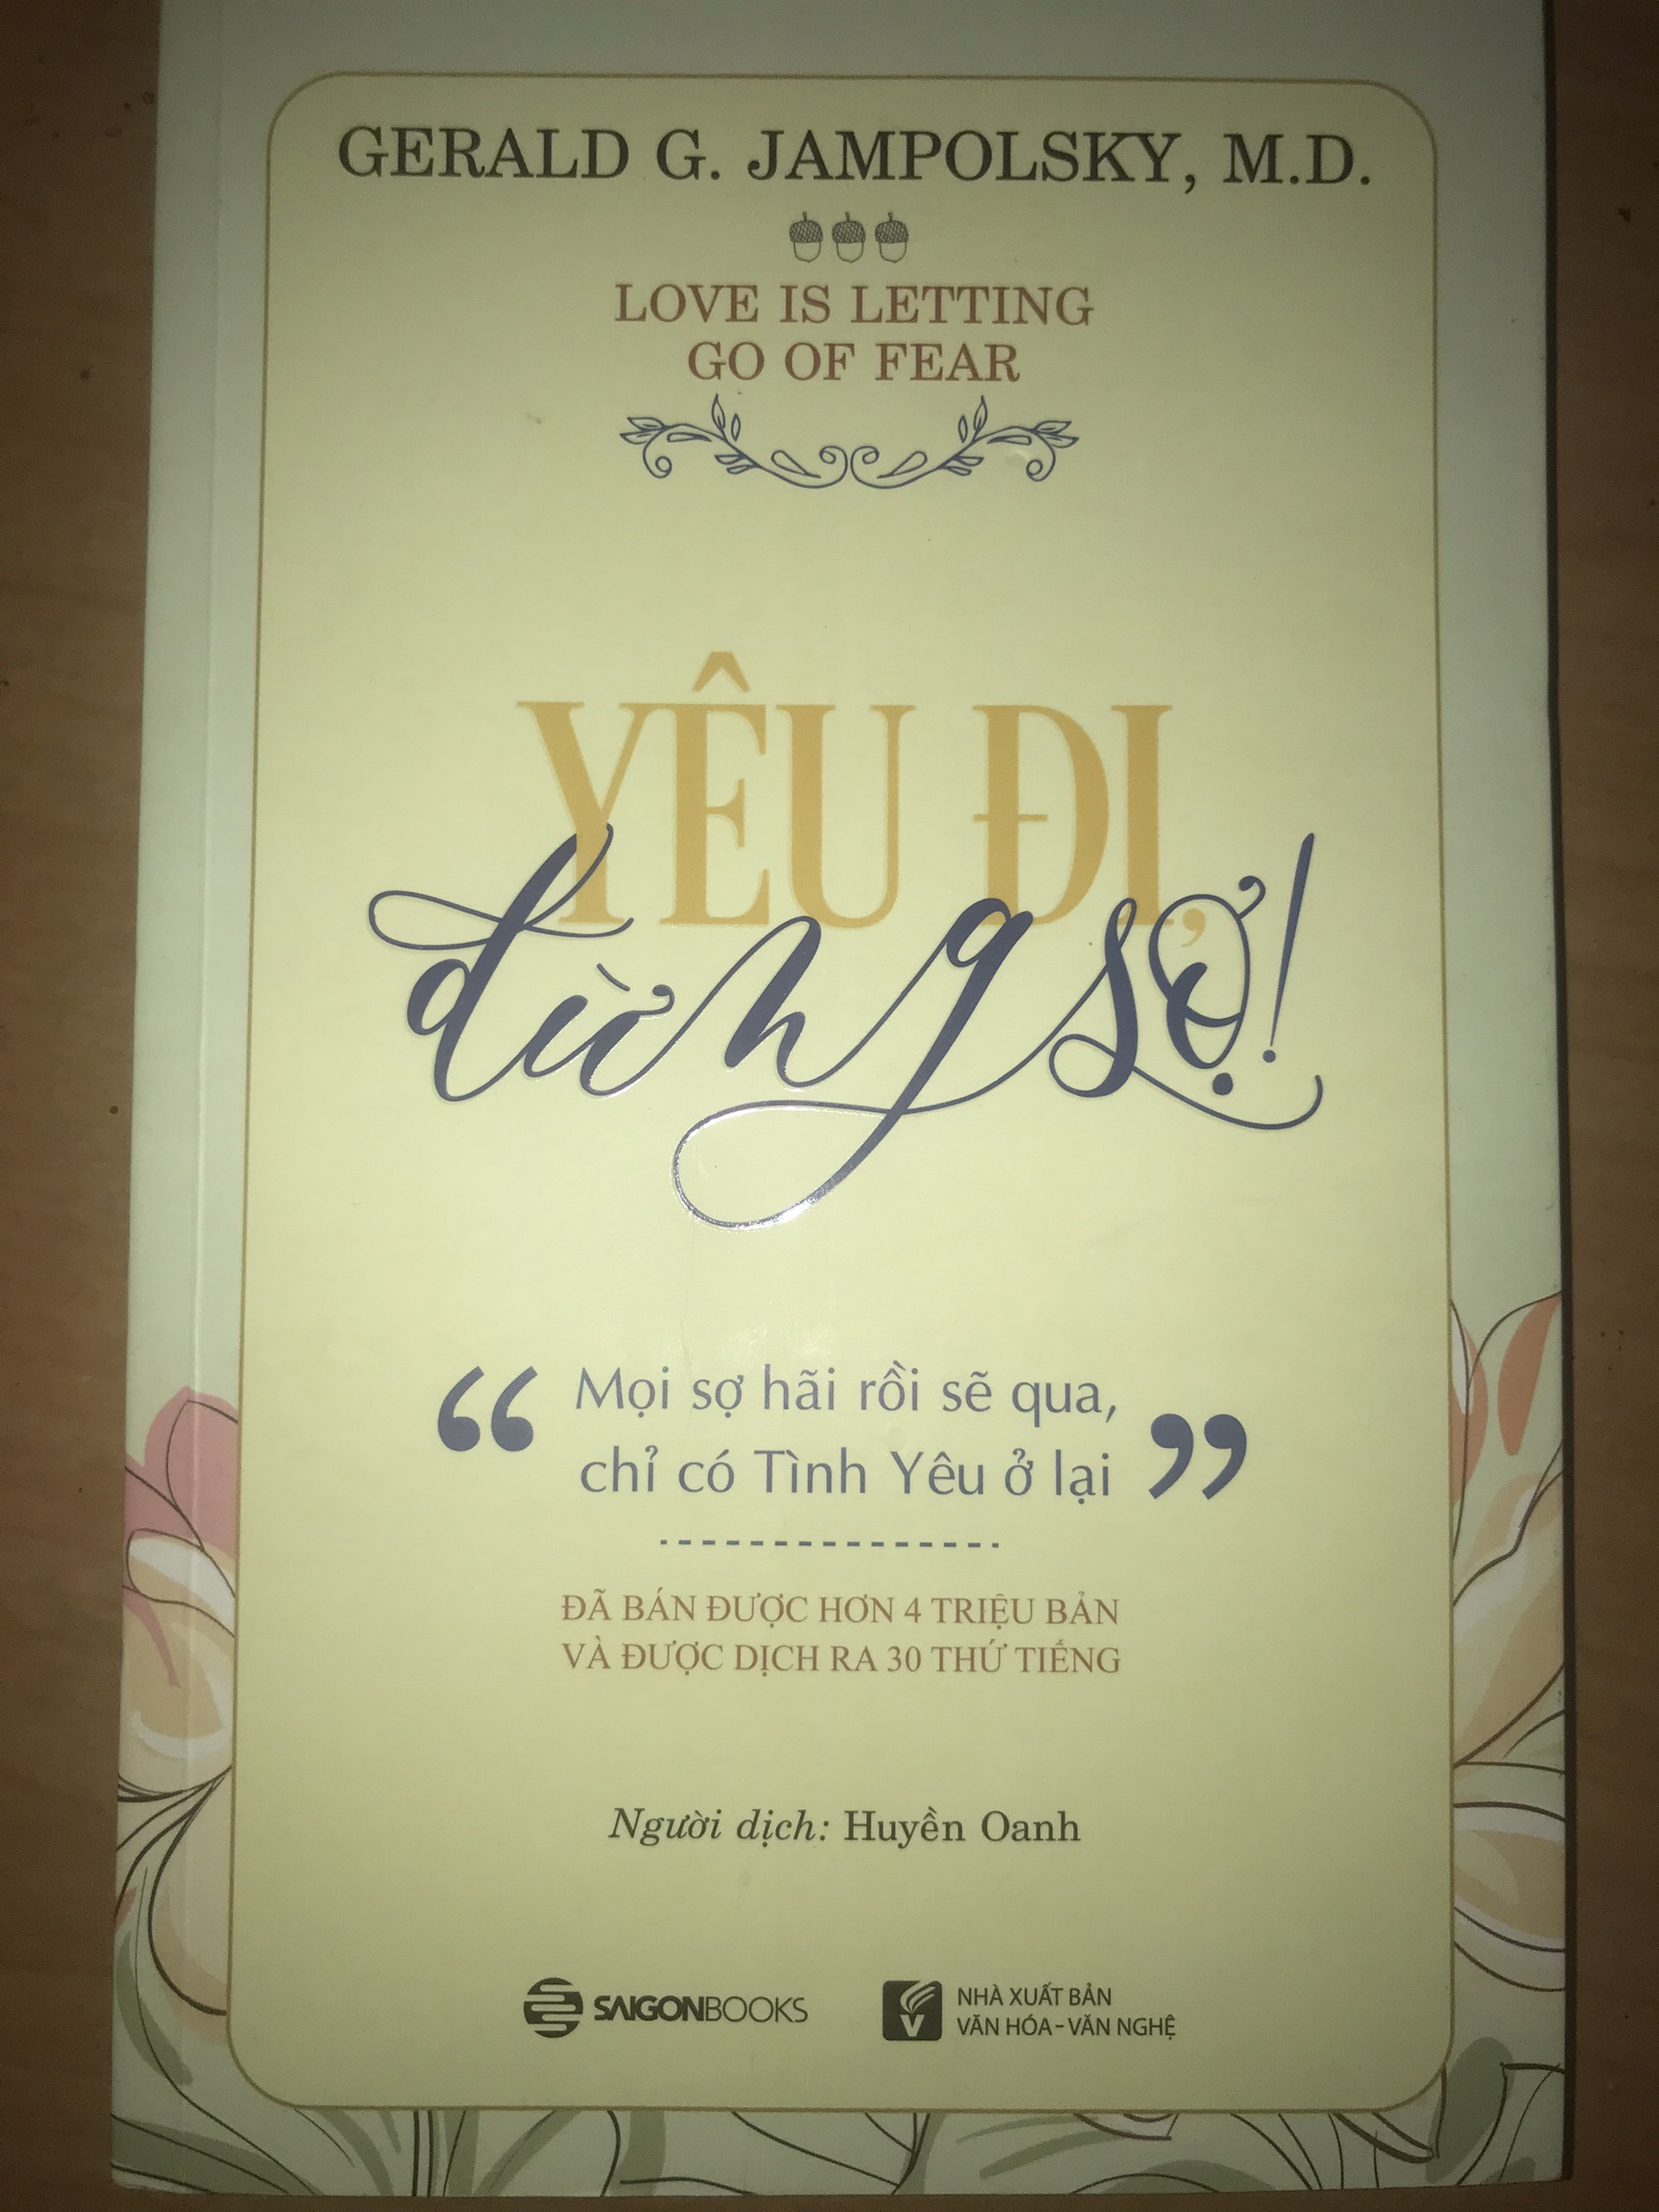 GERALD G. JAMPOLSKY, M.D.
LOVE IS LETTING
GO OF FEAR
YÊU ĐI,
đừng sợ!
“ Mọi sợ hãi rồi sẽ qua,
chỉ có Tình Yêu ở lại ”
ĐÃ BÁN ĐƯỢC HƠN 4 TRIỆU BẢN
VÀ ĐƯỢC DỊCH RA 30 THỨ TIẾNG
Người dịch: Huyền Oanh
SAIGONBOOKS
NHÀ XUẤT BẢN
VĂN HÓA-VĂN NGHỆ